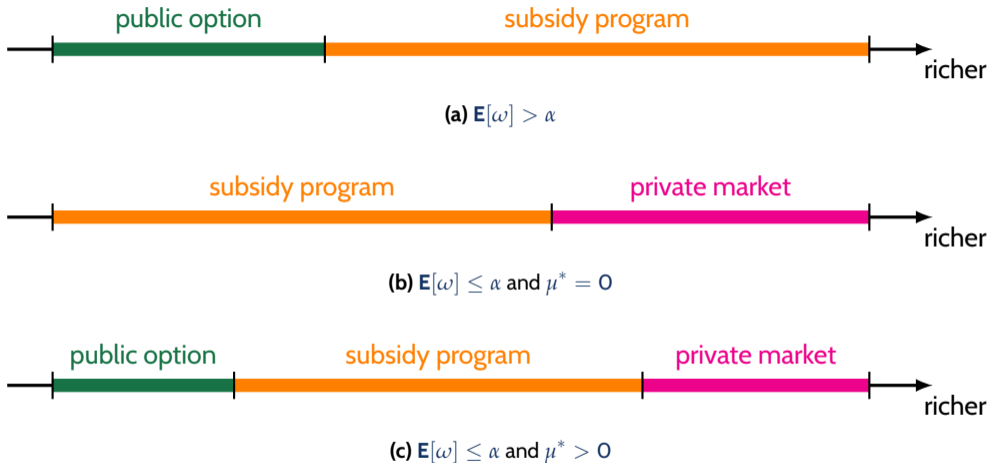 public option subsidy program
richer
(a) E[ω] > α
subsidy program private market
richer
(b) E[ω] ≤ α and μ* = 0
public option subsidy program private market
richer
(c) E[ω] ≤ α and μ* > 0